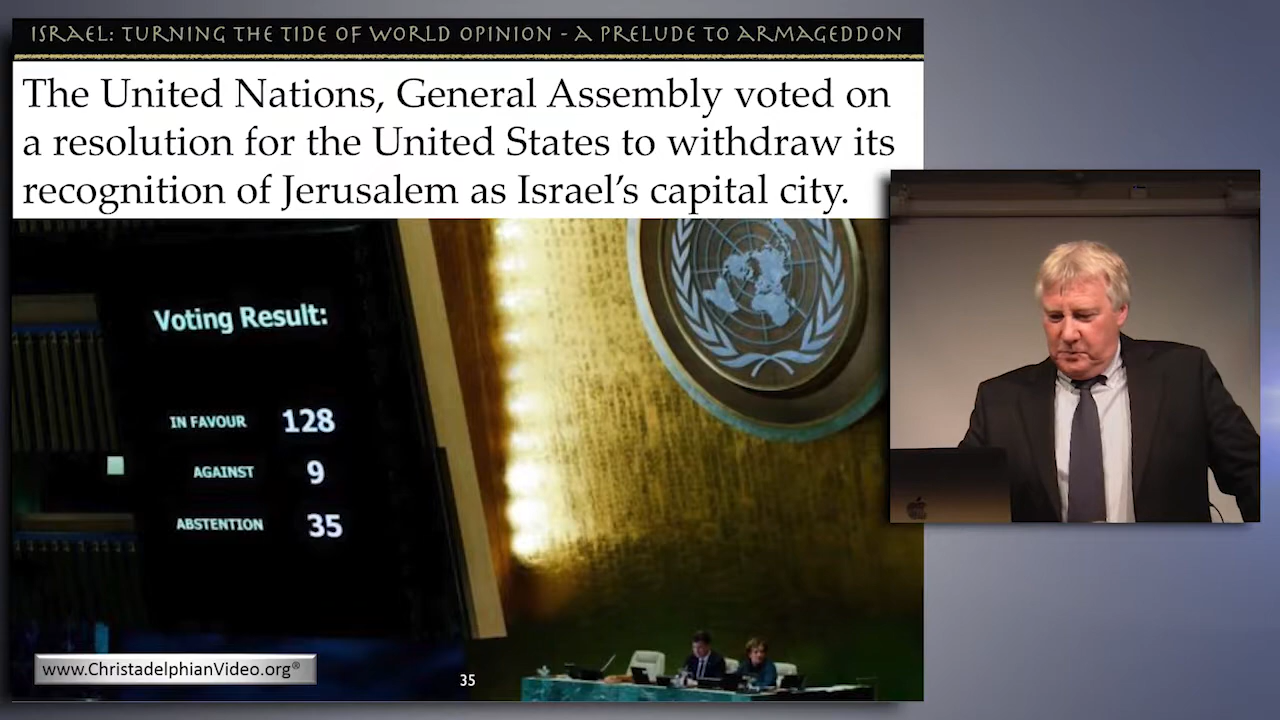 ISRAEL: TURNING THE TIDE OF WORLD OPINION - A PRELUDE TO ARMAGEDDON
The United Nations, General Assembly voted on
a resolution for the United States to withdraw its
recognition of Jerusalem as Israel's capital city.
Voting Result:
IN FAVOUR 128
AGAINST 9
ABSTENTION 35
www.ChristadelphianVideo.org®
35